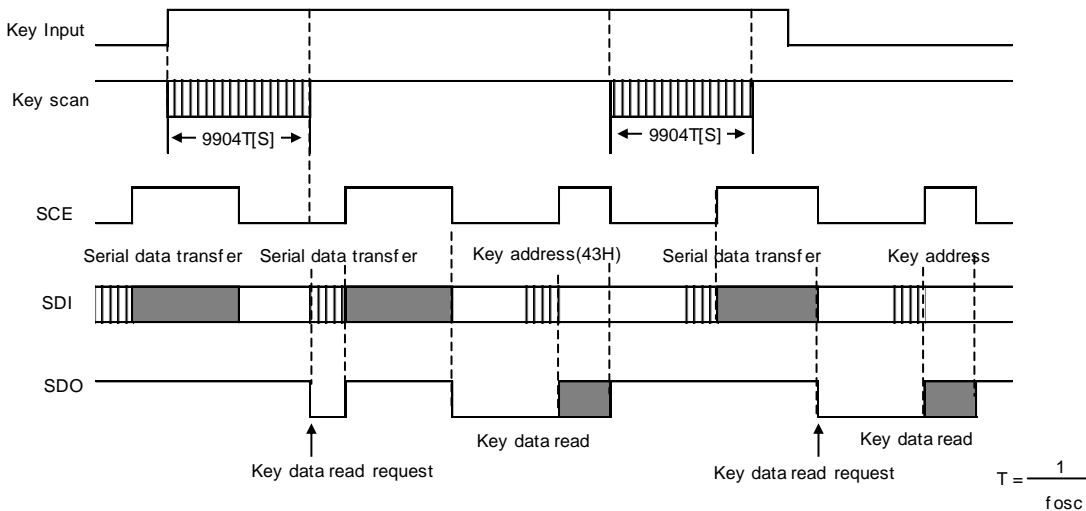 Key Input
Key scan
9904T[S]
9904T[S]
SCE
Serial data transfer
Serial data transfer
Key address(43H)
Serial data transfer
Key address
SDI
SDO
Key data read
Key data read
Key data read request
Key data read request
T = 1
fosc